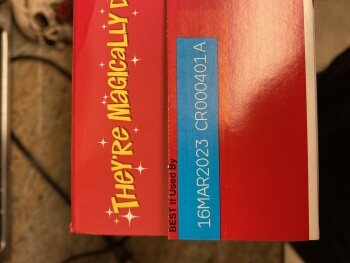 THEY'RE MAGICALLY D
BEST If Used By
16MAR2023 CR000401A